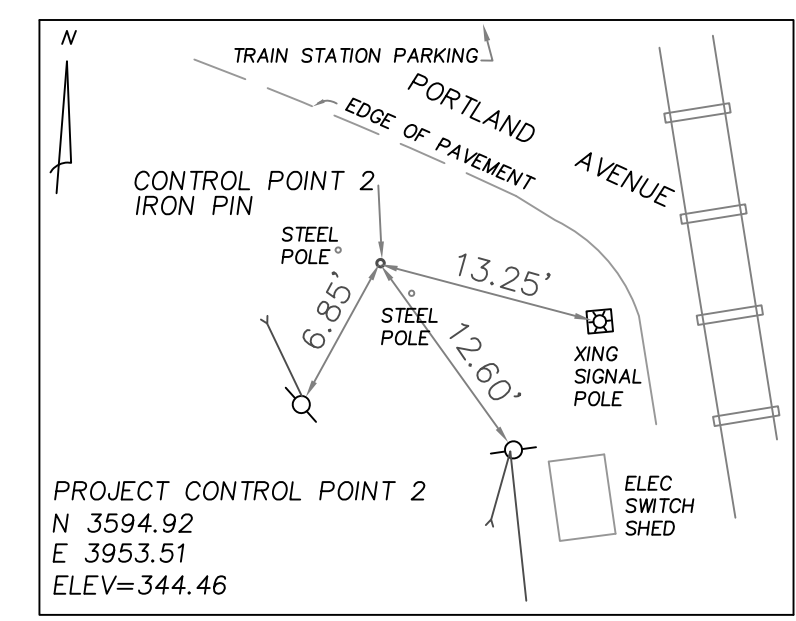 N
TRAIN STATION PARKING
PORTLAND AVENUE
EDGE OF PAVEMENT
CONTROL POINT 2
IRON PIN
STEEL
POLE
13.25'
6.85'
STEEL
POLE
12.60'
XING
SIGNAL
POLE
PROJECT CONTROL POINT 2
N 3594.92
E 3953.51
ELEV=344.46
ELEC
SWITCH
SHED